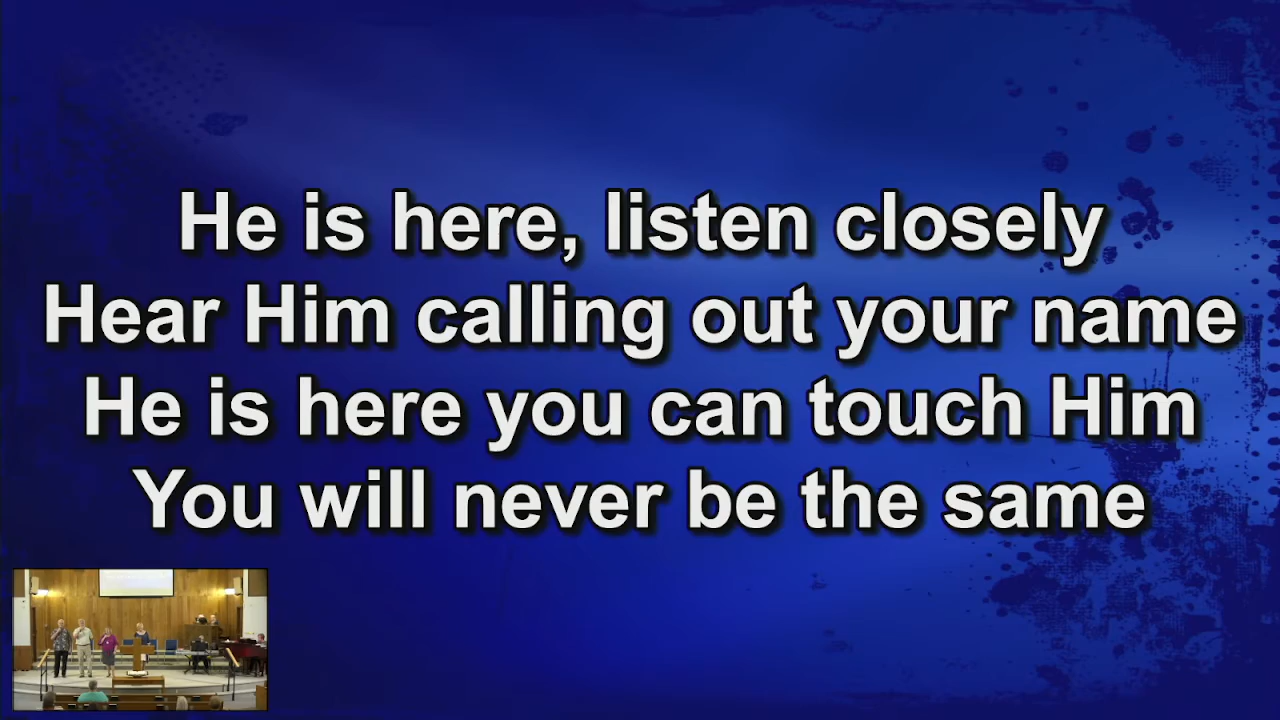 He is here, listen closely
Hear Him calling out your name
He is here you can touch Him
You will never be the same